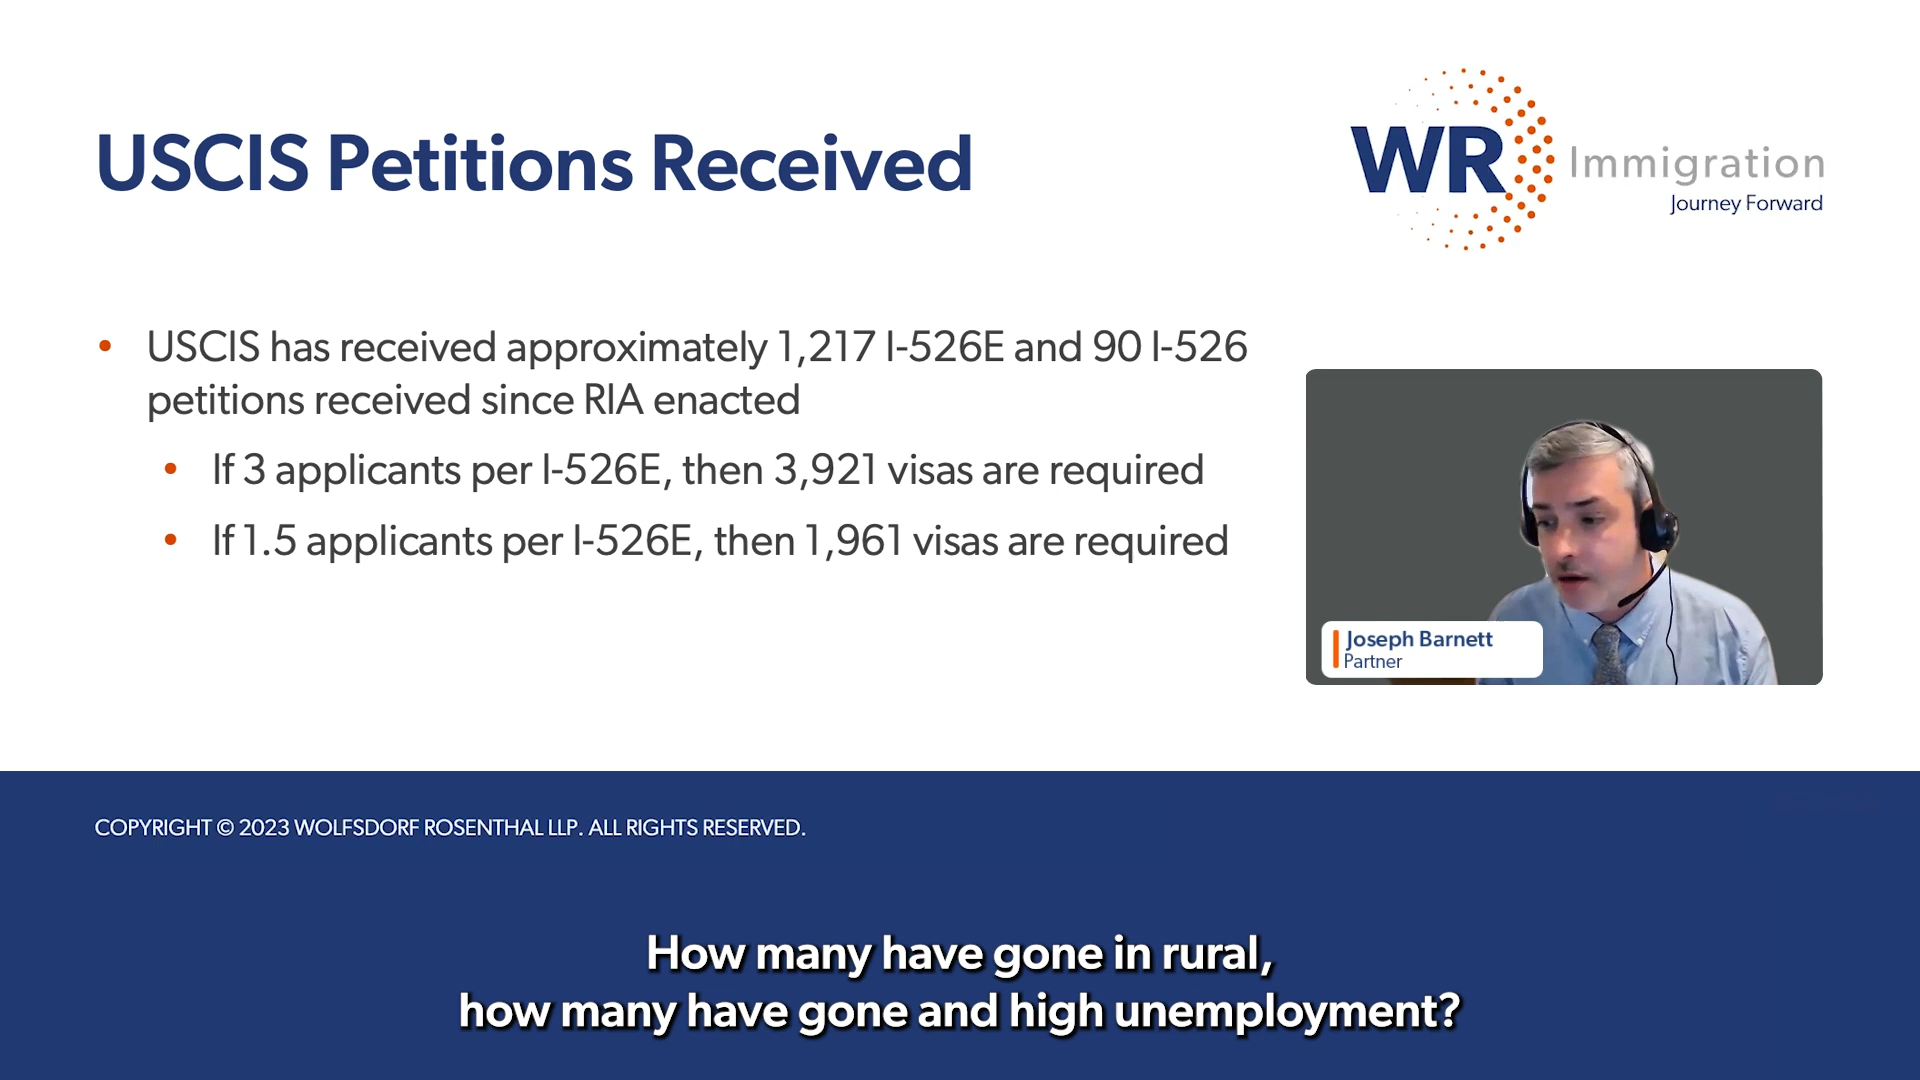 USCIS Petitions Received
WR Immigration
Journey Forward
• USCIS has received approximately 1,217 I-526E and 90 I-526
petitions received since RIA enacted
• If 3 applicants per I-526E, then 3,921 visas are required
• If 1.5 applicants per I-526E, then 1,961 visas are required
Joseph Barnett
Partner
COPYRIGHT © 2023 WOLFSDORF ROSENTHAL LLP. ALL RIGHTS RESERVED.
How many have gone in rural,
how many have gone and high unemployment?